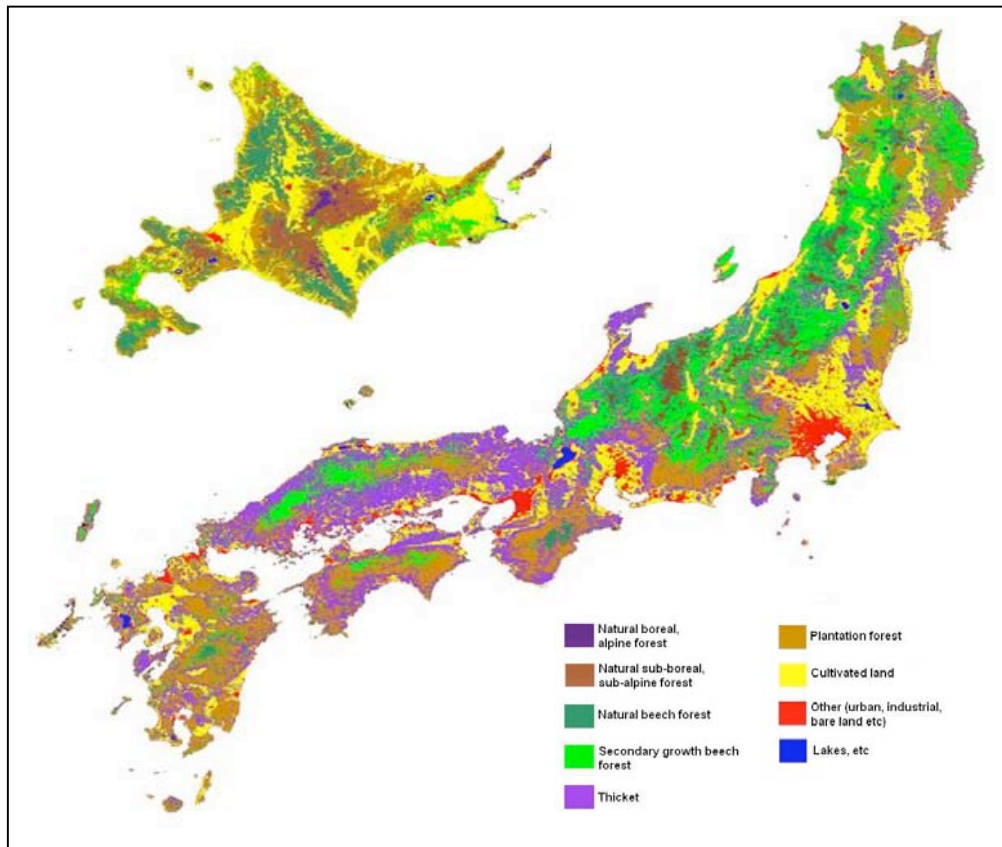 Natural boreal,
alpine forest
Natural sub-boreal,
sub-alpine forest
Natural beech forest
Secondary growth beech
forest
Thicket
Plantation forest
Cultivated land
Other (urban, industrial,
bare land etc)
Lakes, etc